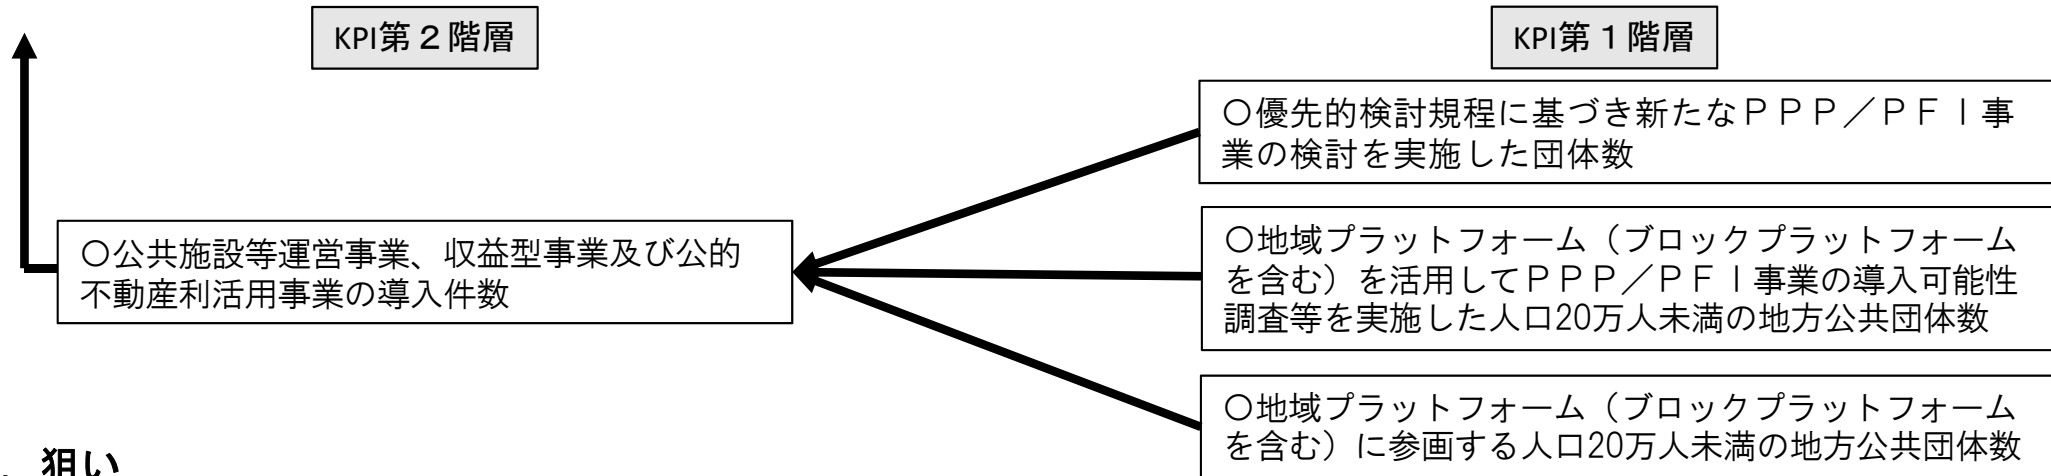 KPI第２階層
KPI第１階層
〇優先的検討規程に基づき新たなＰＰＰ／ＰＦＩ事
業の検討を実施した団体数
〇公共施設等運営事業、収益型事業及び公的
不動産利活用事業の導入件数
〇地域プラットフォーム（ブロックプラットフォーム
を含む）を活用してＰＰＰ／ＰＦＩ事業の導入可能性
調査等を実施した人口20万人未満の地方公共団体数
〇地域プラットフォーム（ブロックプラットフォーム
を含む）に参画する人口20万人未満の地方公共団体数
狙い